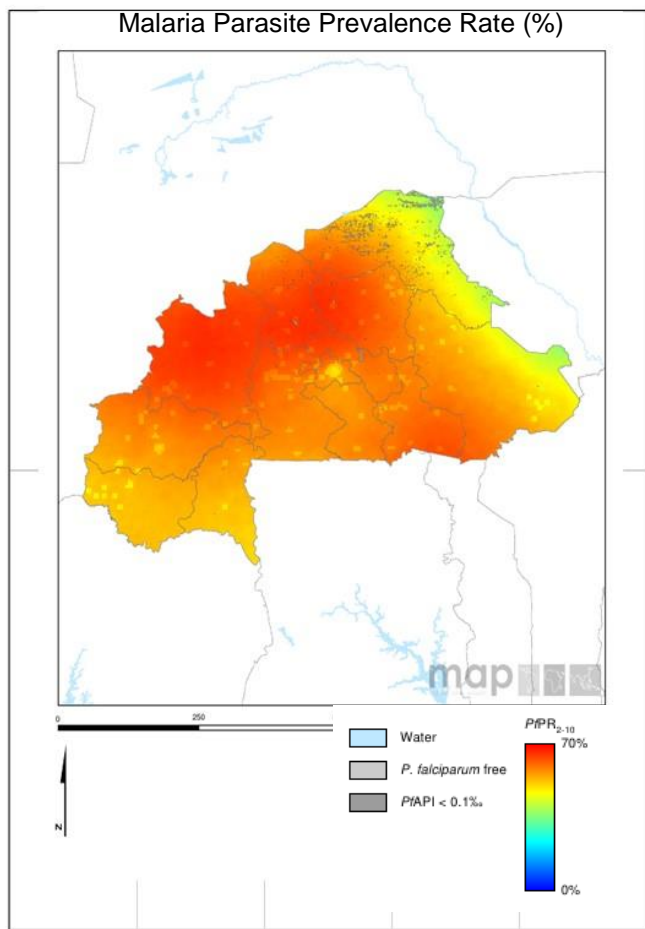 Malaria Parasite Prevalence Rate (%)
map
0 250
N
Water
P. falciparum free
PfAPI < 0.1‰
PfPR2-10
70%
0%